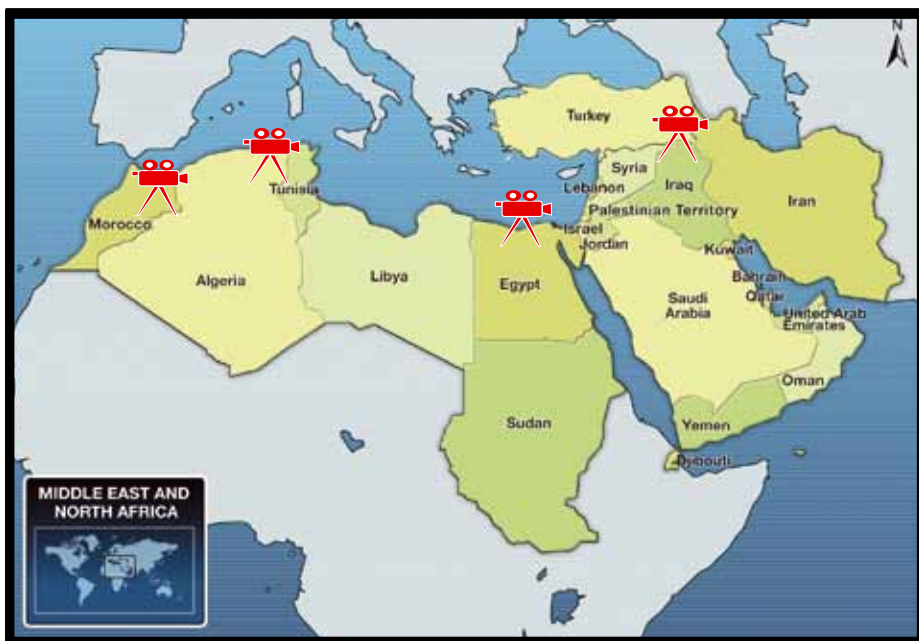 N
Turkey
Syria
Lebanon
Iraq
Iran
Tunisia
Morocco
Palestinian Territory
Israel
Jordan
Kuwait
Algeria
Libya
Egypt
Bahrain
Qatar
Saudi
Arabia
United Arab
Emirates
Oman
Sudan
Yemen
Djibouti
MIDDLE EAST AND
NORTH AFRICA